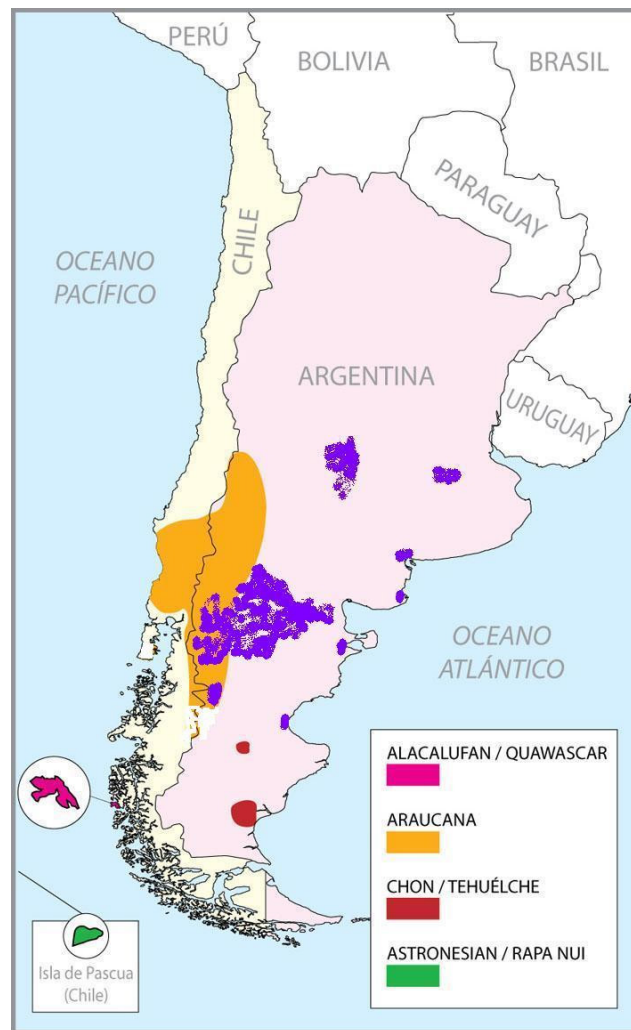 PERÚ
BOLIVIA
BRASIL
PARAGUAY
CHILE
OCEANO
PACÍFICO
ARGENTINA
URUGUAY
OCEANO
ATLÁNTICO
ALACALUFAN / QUAWASCAR
ARAUCANA
CHON / TEHUÉLCHE
ASTRONESIAN / RAPA NUI
Isla de Pascua
(Chile)